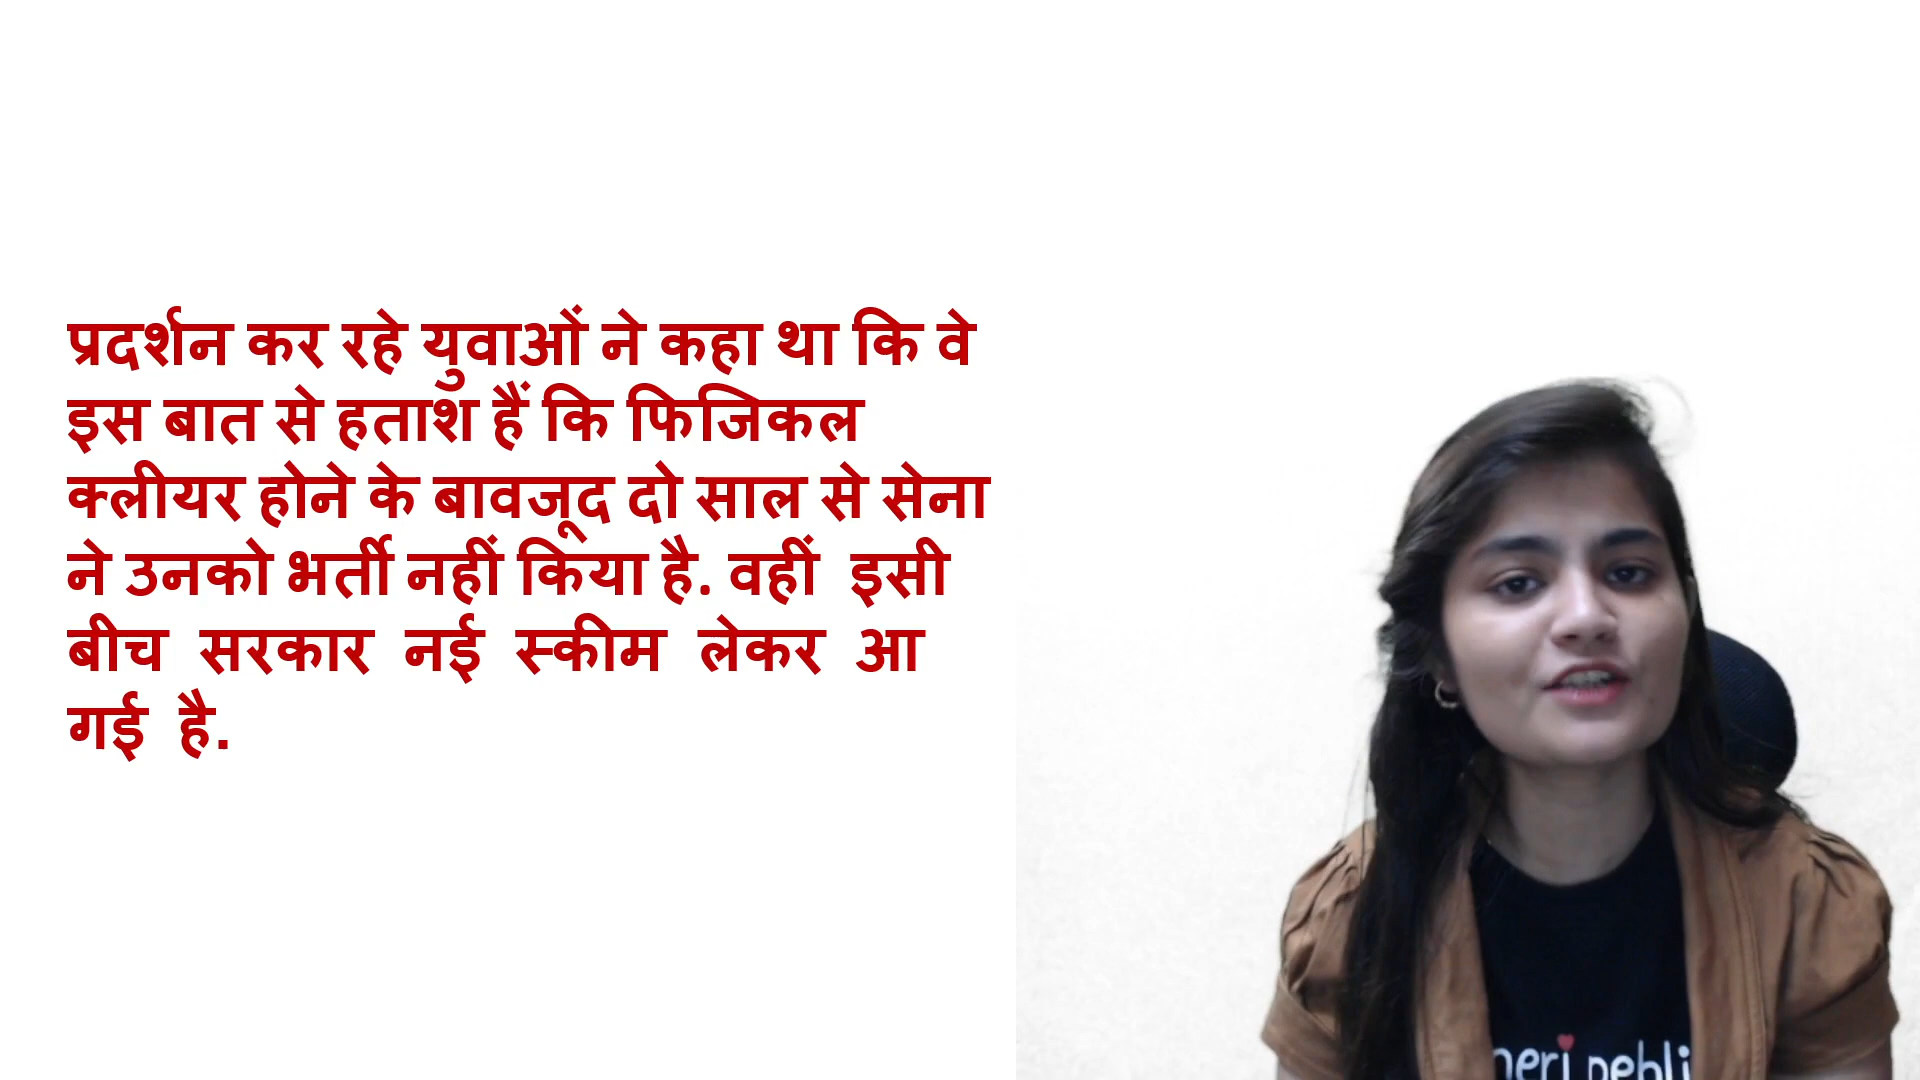 प्रदर्शन कर रहे युवाओं ने कहा था कि वे
इस बात से हताश हैं कि फिजिकल
क्लीयर होने के बावजूद दो साल से सेना
ने उनको भर्ती नहीं किया है. वहीं इसी
बीच सरकार नई स्कीम लेकर आ
गई है.